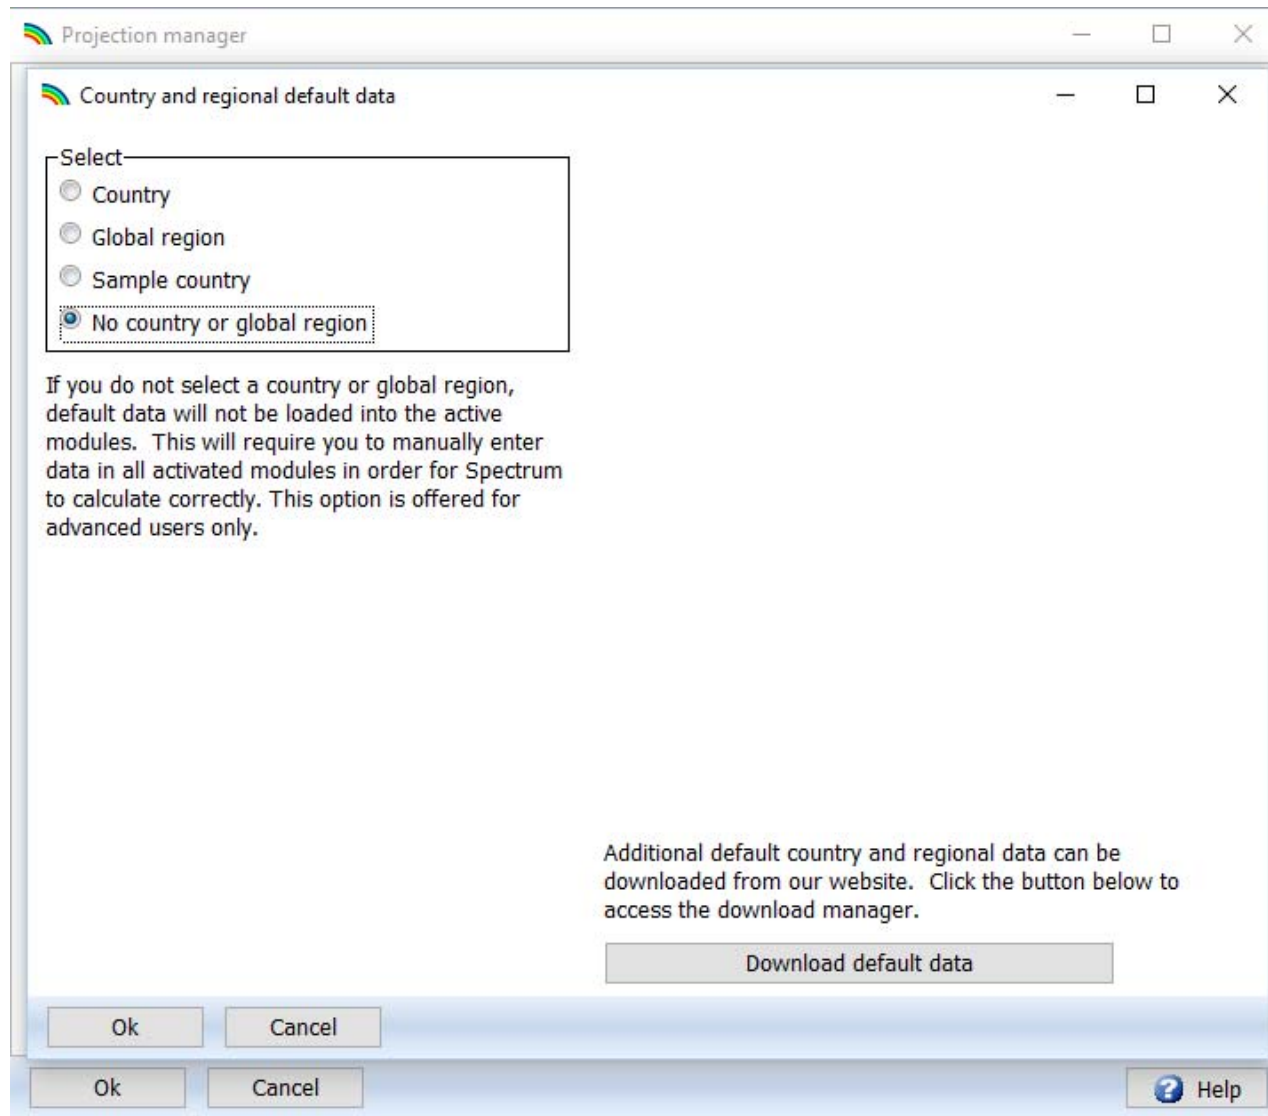 Projection manager
Country and regional default data
Select
Country
Global region
Sample country
No country or global region
If you do not select a country or global region,
default data will not be loaded into the active
modules.  This will require you to manually enter
data in all activated modules in order for Spectrum
to calculate correctly. This option is offered for
advanced users only.
Additional default country and regional data can be
downloaded from our website.  Click the button below to
access the download manager.
Download default data
Ok Cancel
Ok Cancel Help